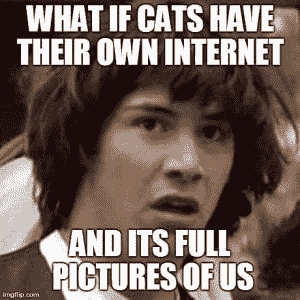 WHAT IF CATS HAVE
THEIR OWN INTERNET
AND ITS FULL
PICTURES OF US
imgflip.com